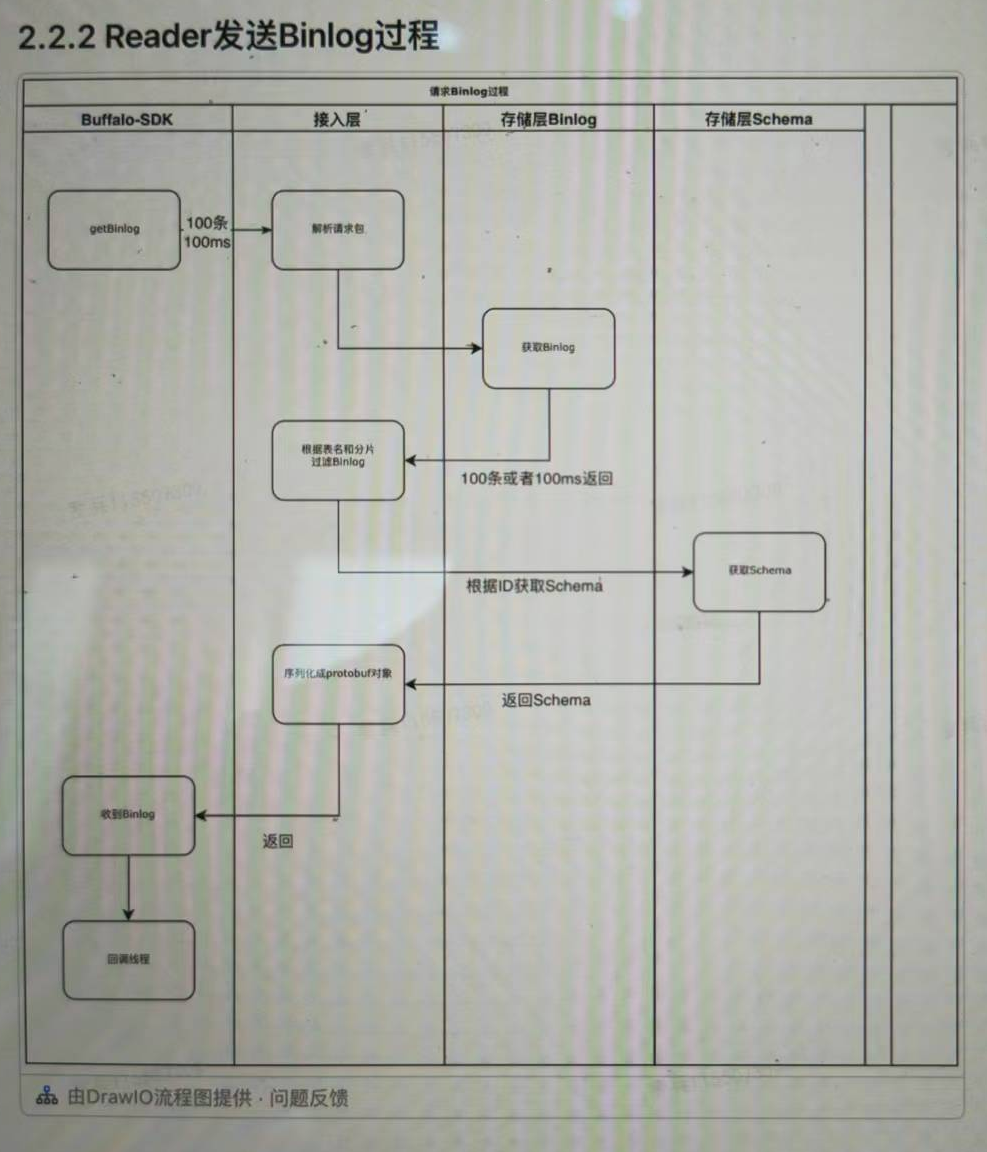 2.2.2 Reader发送Binlog过程
请求Binlog过程
Buffalo-SDK
接入层
存储层Binlog
存储层Schema
getBinlog
100条
100ms
解析请求包
获取Binlog
根据表名和分片
过滤Binlog
100条或者100ms返回
获取Schema
根据ID获取Schema
序列化成protobuf对象
返回Schema
收到Binlog
返回
回调线程
由DrawIO流程图提供 · 问题反馈